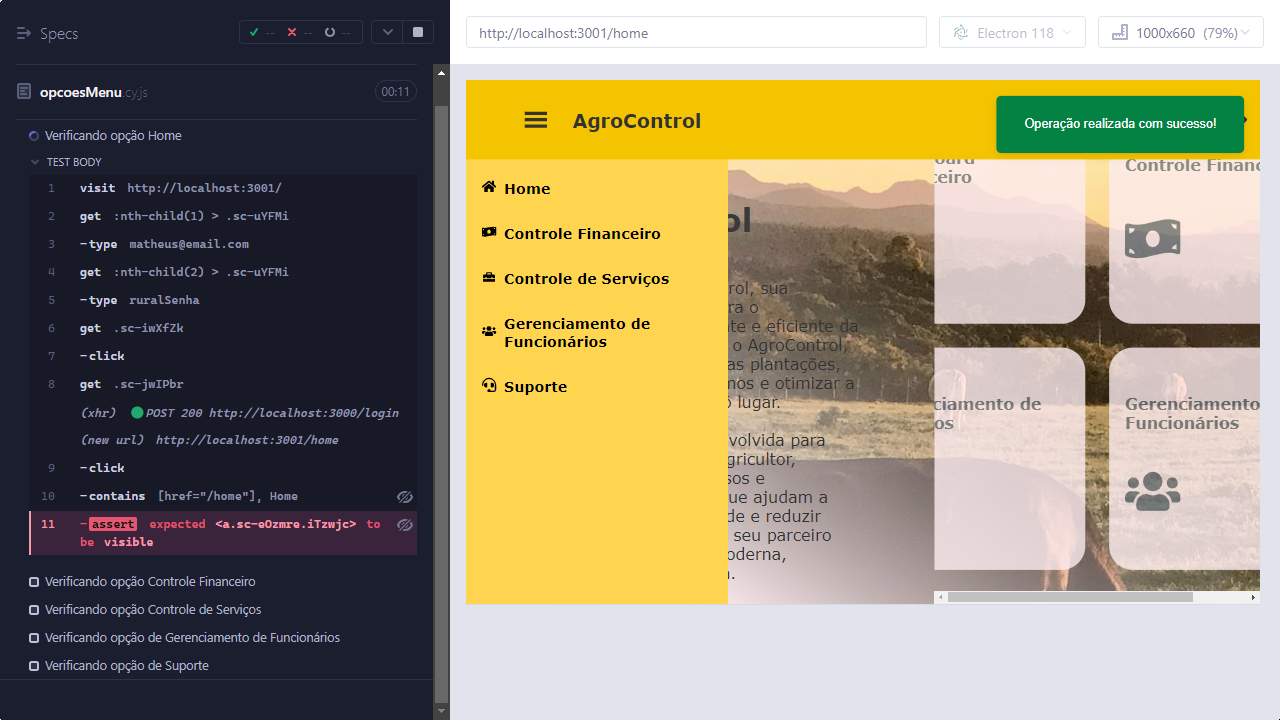 Specs
-- -- --
opcoesMenu.cy.js
00:11
Verificando opção Home
TEST BODY
1 visit http://localhost:3001/
2 get :nth-child(1) > .sc-uYFMi
3 -type matheus@email.com
4 get :nth-child(2) > .sc-uYFMi
5 -type ruralSenha
6 get .sc-iwXfZk
7 -click
8 get .sc-jwIPbr
(xhr) POST 200 http://localhost:3000/login
(new url) http://localhost:3001/home
9 -click
10 -contains [href="/home"], Home
11 -assert expected <a.sc-eOzmre.iTzwjc> to
be visible
Verificando opção Controle Financeiro
Verificando opção Controle de Serviços
Verificando opção de Gerenciamento de Funcionários
Verificando opção de Suporte
http://localhost:3001/home
Electron 118
1000x660 (79%)
AgroControl
Operação realizada com sucesso!
Home
Controle Financeiro
Controle de Serviços
Gerenciamento de
Funcionários
Suporte
ol
rol, sua
ra o
te e eficiente da
o AgroControl,
as plantações,
mos e otimizar a
lugar.
volvida para
gricultor,
sos e
que ajudam a
de e reduzir
seu parceiro
oderna,
a.
oard
ceiro
Controle Financ
ciamento de
os
Gerenciamento
Funcionários